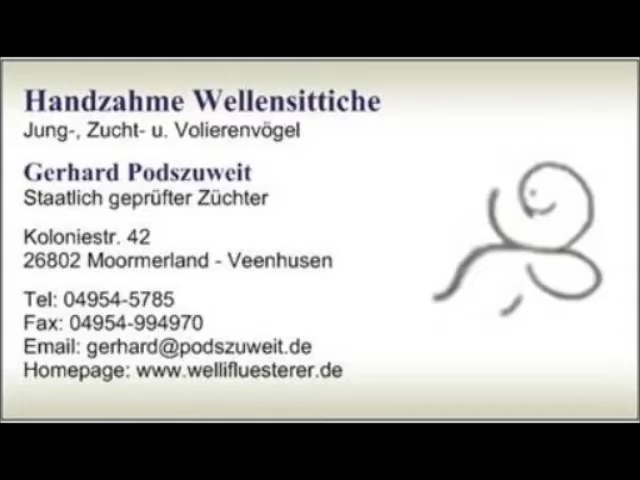 Handzahme Wellensittiche
Jung-, Zucht- u. Volierenvögel
Gerhard Podszuweit
Staatlich geprüfter Züchter
Koloniestr. 42
26802 Moormerland - Veenhusen
Tel: 04954-5785
Fax: 04954-994970
Email: gerhard@podszuweit.de
Homepage: www.wellifluesterer.de